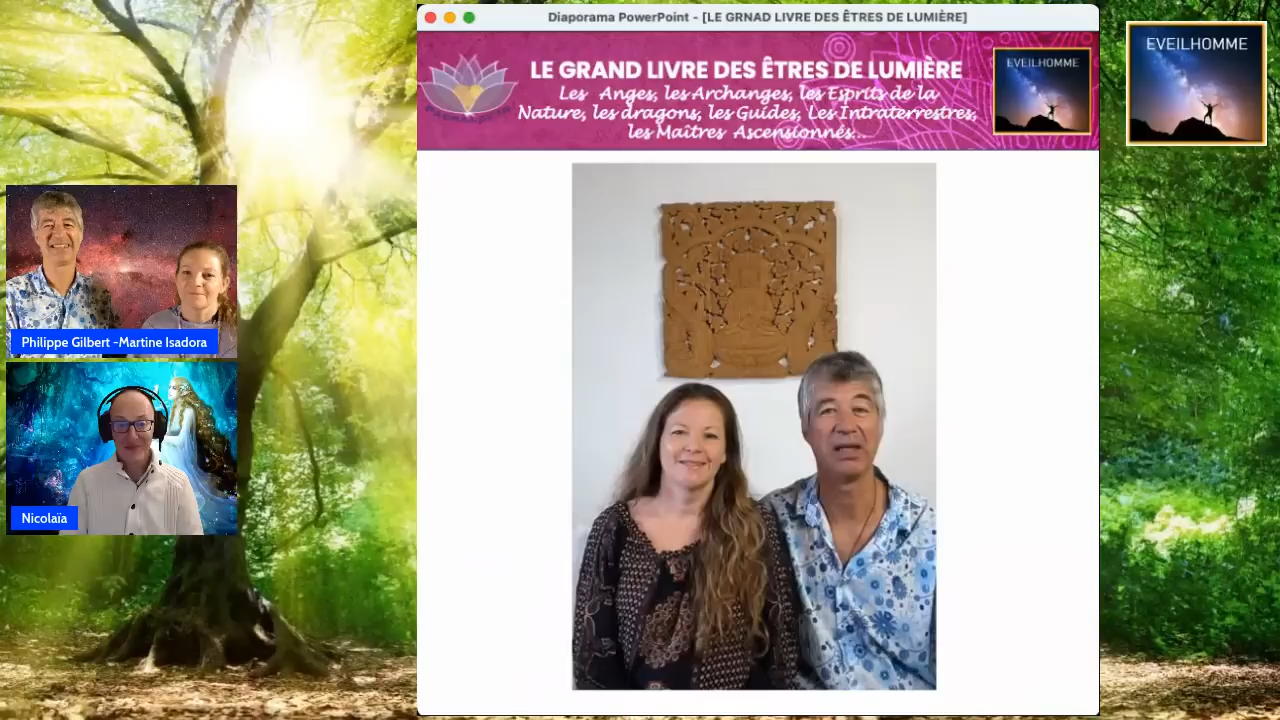 Diaporama PowerPoint - [LE GRNAD LIVRE DES ÊTRES DE LUMIÈRE]
LE GRAND LIVRE DES ÊTRES DE LUMIÈRE
Les Anges, les Archanges, les Esprits de la
Nature, les dragons, les Guides, Les Intraterrestres,
les Maîtres Ascensionnés...
EVEILHOMME
EVEILHOMME
Philippe Gilbert -Martine Isadora
Nicolaïa